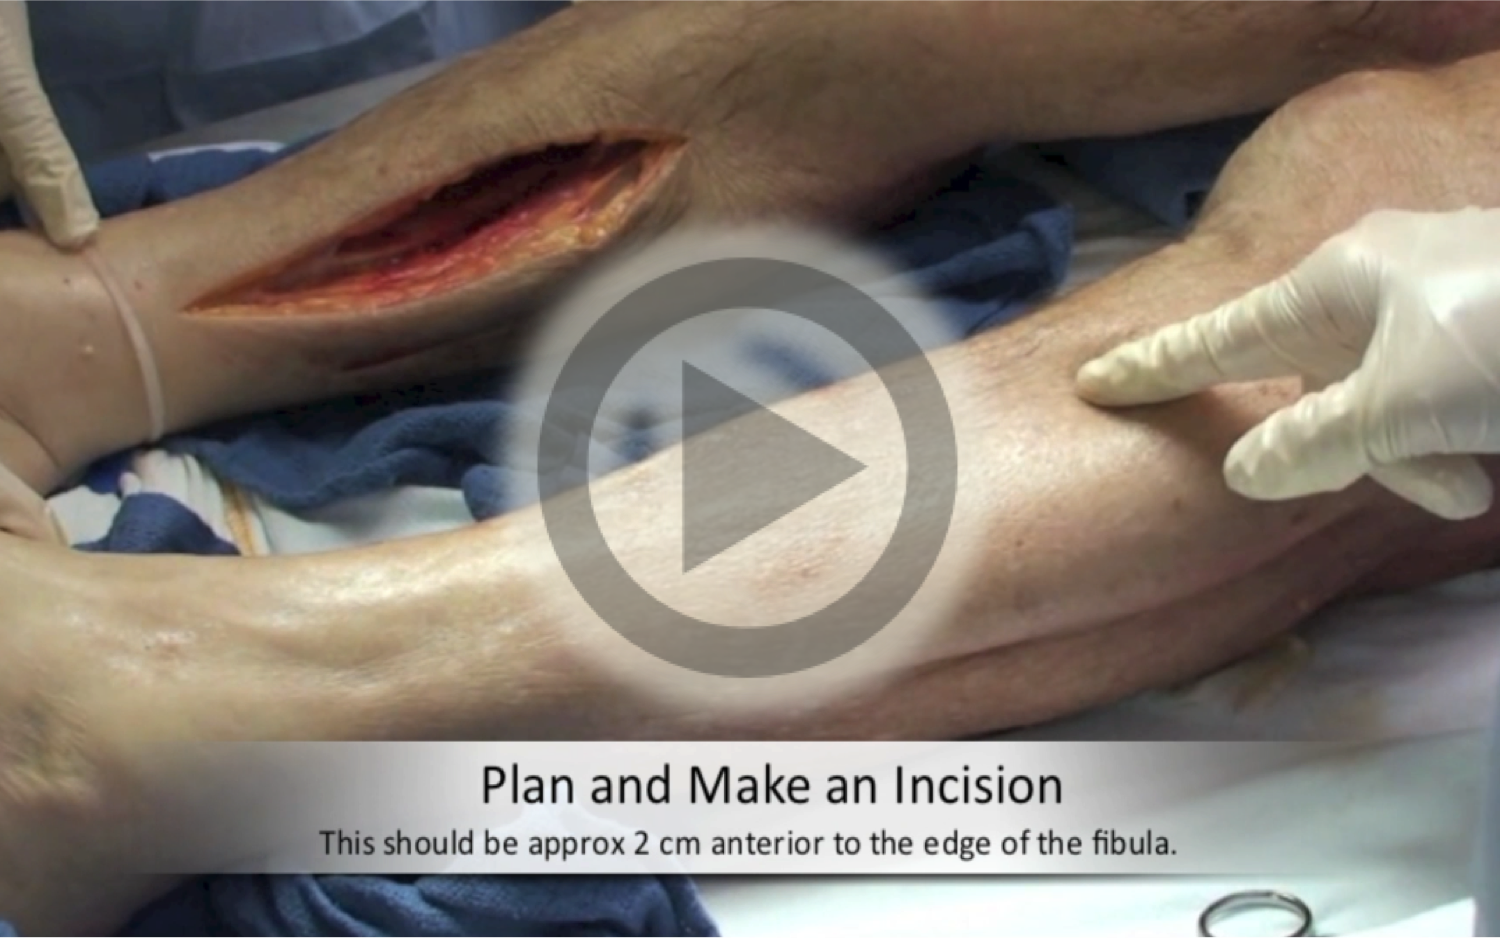 Plan and Make an Incision
This should be approx 2 cm anterior to the edge of the fibula.